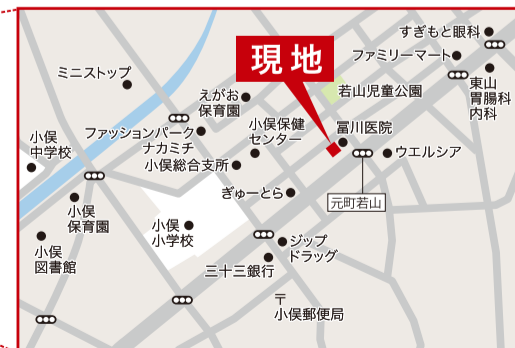 すぎもと眼科
ファミリーマート
現地
ミニストップ
えがお
保育園
若山児童公園
東山
胃腸科
内科
小俣
中学校
ファッションパーク
ナカミチ
小俣保健
センター
冨川医院
ウエルシア
小俣総合支所
ぎゅーとら
元町若山
小俣
保育園
小俣
小学校
小俣
図書館
ジップ
ドラッグ
三十三銀行
〒
小俣郵便局